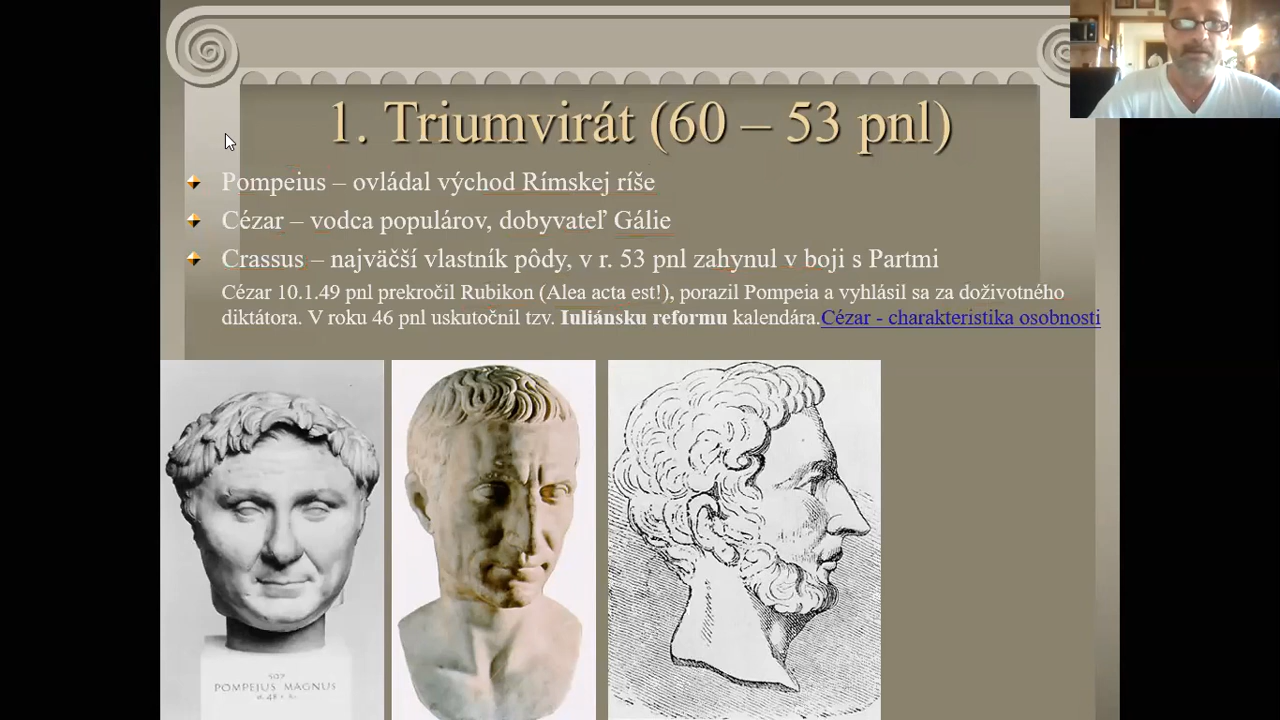 1. Triumvirát (60 – 53 pnl)
Pompeius – ovládal východ Rímskej ríše
Cézar – vodca populárov, dobyvateľ Gálie
Crassus – najväčší vlastník pôdy, v r. 53 pnl zahynul v boji s Partmi
Cézar 10.1.49 pnl prekročil Rubikon (Alea acta est!), porazil Pompeia a vyhlásil sa za doživotného
diktátora. V roku 46 pnl uskutočnil tzv. Iuliánsku reformu kalendára.Cézar - charakteristika osobnosti
507
POMPEIUS MAGNUS